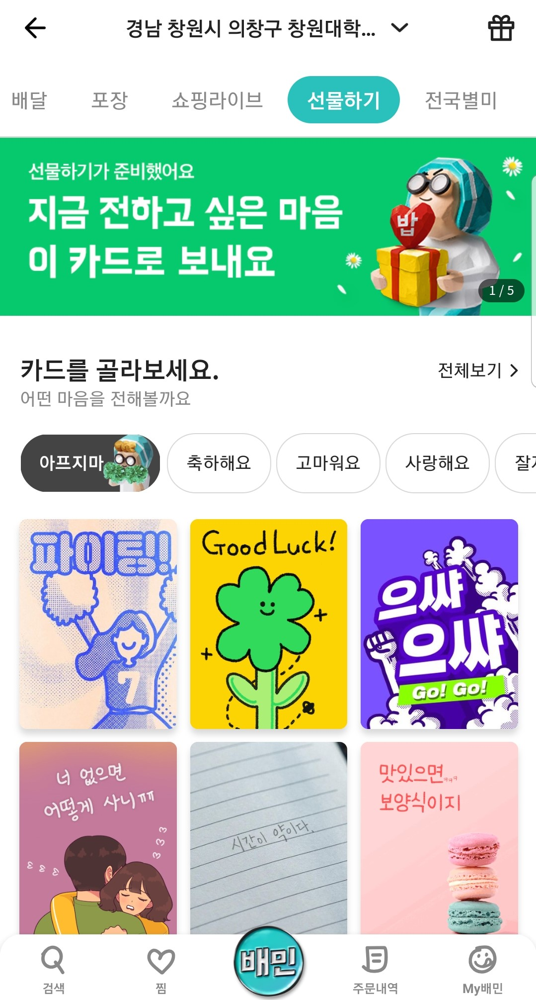 경남 창원시 의창구 창원대학...
배달 포장 쇼핑라이브 선물하기 전국별미
선물하기가 준비했어요
지금 전하고 싶은 마음
이 카드로 보내요
밥
1 / 5
카드를 골라보세요.
전체보기
어떤 마음을 전해볼까요
아프지마 축하해요 고마워요 사랑해요
파이팅!
7
Good Luck!
으쌰
으쌰
Go! Go!
너 없으면
어떻게 사니ㅠㅠ
시간이 약이다.
맛있으면ㅋㅋㅋ
보양식이지
검색 찜 배민 주문내역 My배민